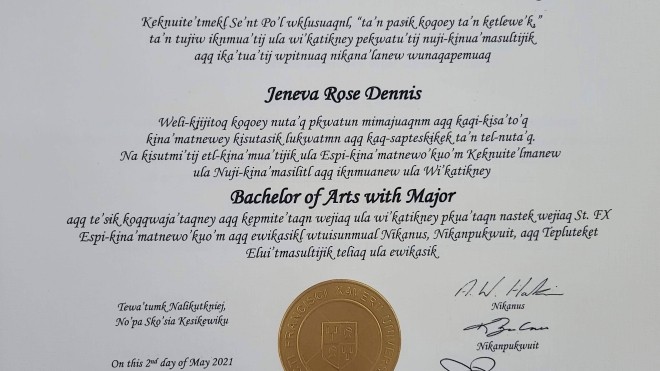 Keknuite'tmekl Se'nt Po'l wklusuaqnl, "ta'n pasik koqoey ta'n ketlewe'k,"
ta'n tujiw iknmua'tij ula wi'katikney pekwatu'tij nuji-kinua'masultijik
aqq ika'tua'tij wpitnuaq nikana'lanew wunaqapemuaq
Jeneva Rose Dennis
Weli-kjijitoq koqoey nuta'q pkwatun mimajuaqnm aqq kaqi-kisa'to'q
kina'matnewey kisutasik lukwatmn aqq kaq-sapteskikek ta'n tel-nuta'q.
Na kisutmi'tij etl-kina'mua'tijik ula Espi-kina'matnewo'kuo'm Keknuite'lmanew
ula Nuji-kina'masilitl aqq iknmuanew ula Wi'katikney
Bachelor of Arts with Major
aqq te'sik koqqwaja'taqney aqq kepmite'taqn wejiaq ula wi'katikney pkua'taqn nastek wejiaq St. FX
Espi-kina'matnewo'kuo'm aqq ewikasikl wtuisunmual Nikanus, Nikanpukwuit, aqq Tepluteket
Elui'tmasultijik teliaq ula ewikasik
Tewa'tumk Nalikutkniej,
No'pa Sko'sia Kesikewiku
Nikanus
Nikanpukwuit
On this 2nd day of May 2021